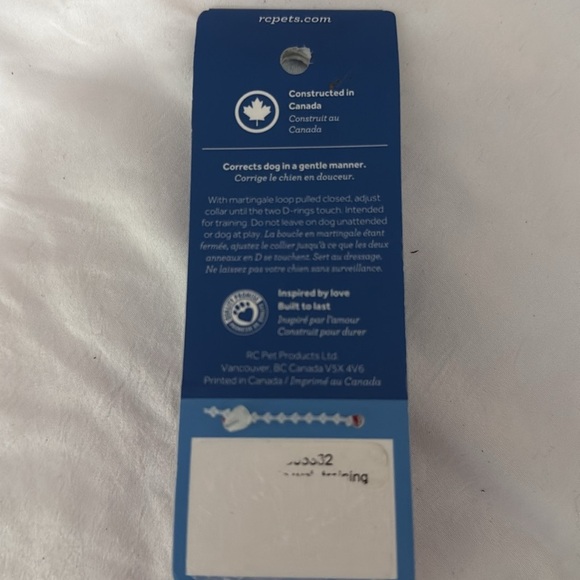 rcpets.com
Constructed in
Canada
Construit au
Canada
Corrects dog in a gentle manner.
Corrige le chien en douceur.
With martingale loop pulled closed, adjust
collar until the two D-rings touch. Intended
for training. Do not leave on dog unattended
or dog at play. La boucle en martingale étant
fermée, ajustez le collier jusqu'à ce que les deux
anneaux en D se touchent. Sert au dressage.
Ne laissez pas votre chien sans surveillance.
Inspired by love
Built to last
Inspiré par l'amour
Construit pour durer
RC Pet Products Ltd.
Vancouver, BC Canada V5X 4V6
Printed in Canada / Imprimé au Canada